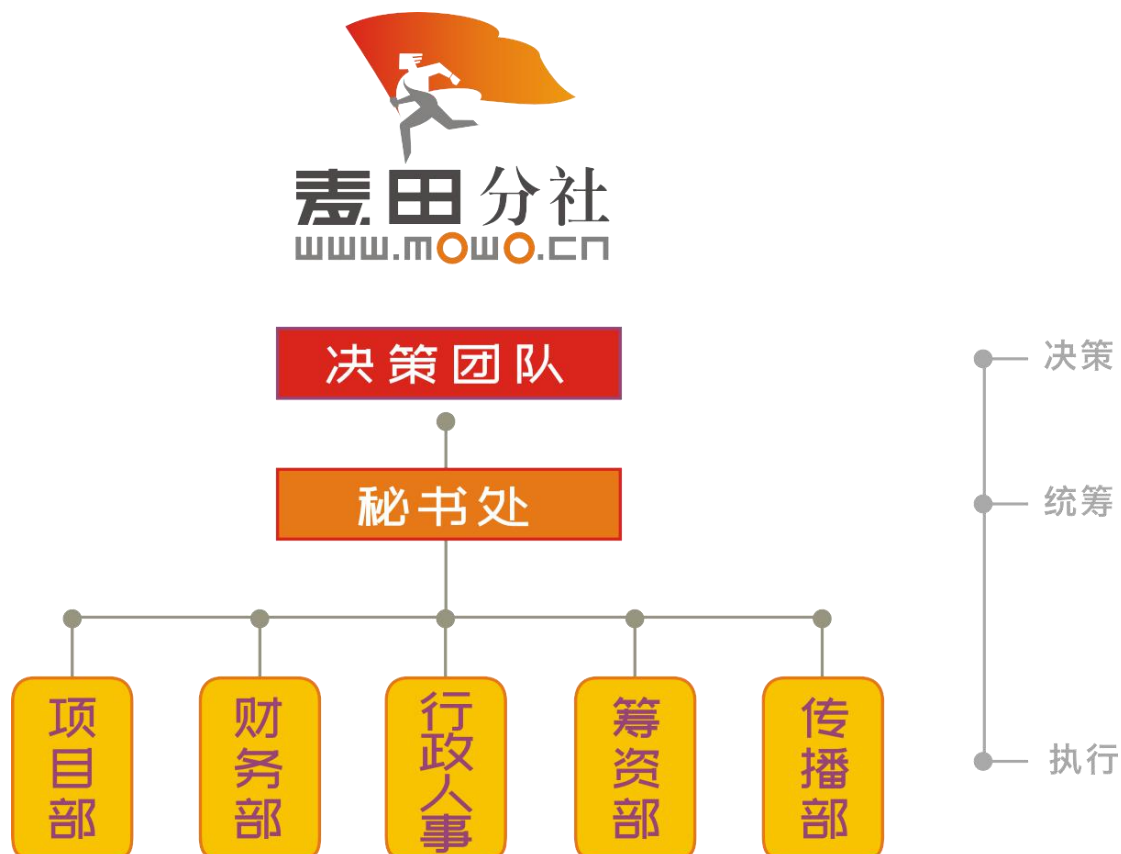 麦田分社
www.mowo.cn
决策团队
决策
秘书处
统筹
项目部
财务部
行政人事
筹资部
传播部
执行